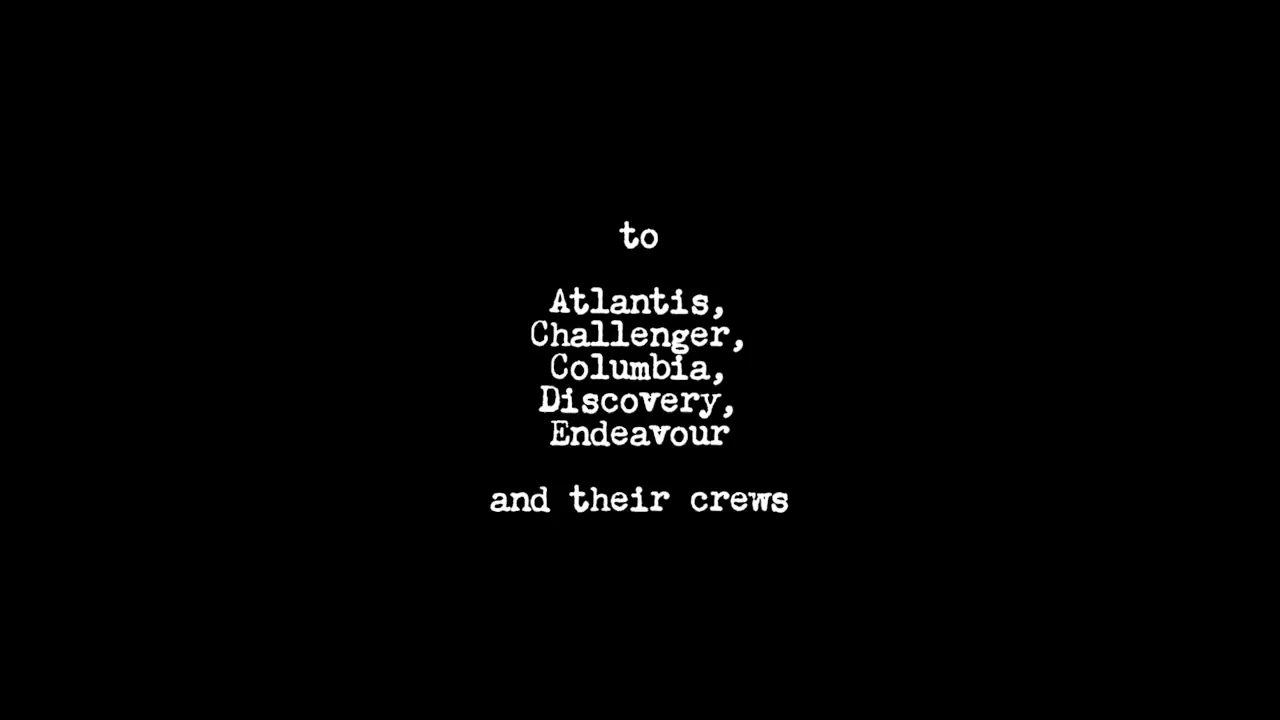 to
Atlantis,
Challenger,
Columbia,
Discovery,
Endeavour
and their crews